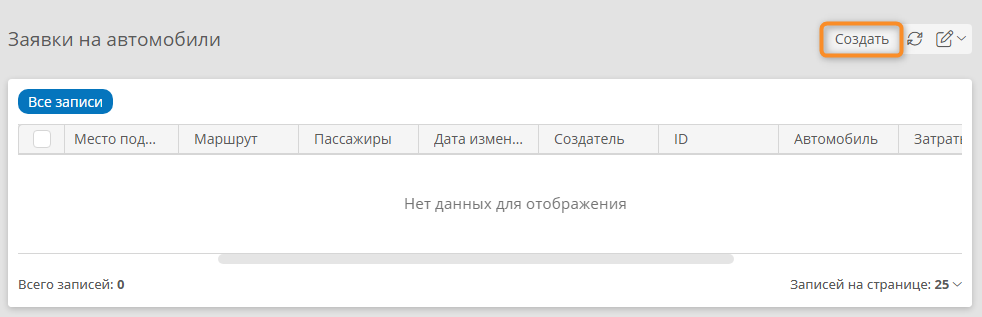 Заявки на автомобили Создать
Все записи
Место под... Маршрут Пассажиры Дата измен... Создатель ID Автомобиль Затраты
Нет данных для отображения
Всего записей: 0 Записей на странице: 25